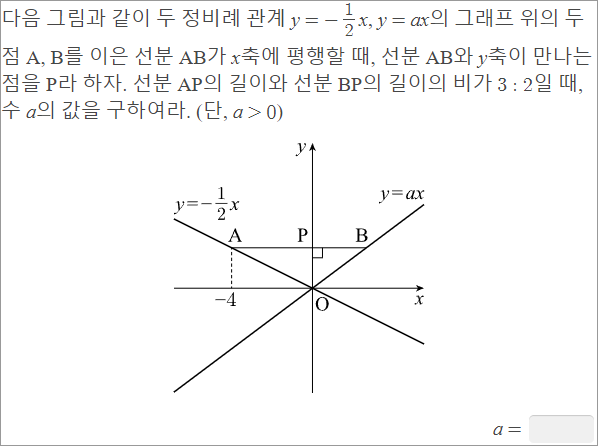 다음 그림과 같이 두 정비례 관계 y = - 1/2 x, y = ax의 그래프 위의 두
점 A, B를 이은 선분 AB가 x축에 평행할 때, 선분 AB와 y축이 만나는
점을 P라 하자. 선분 AP의 길이와 선분 BP의 길이의 비가 3 : 2일 때,
수 a의 값을 구하여라. (단, a > 0)
y
y=-1/2 x
y=ax
A P B
-4 O x
a =